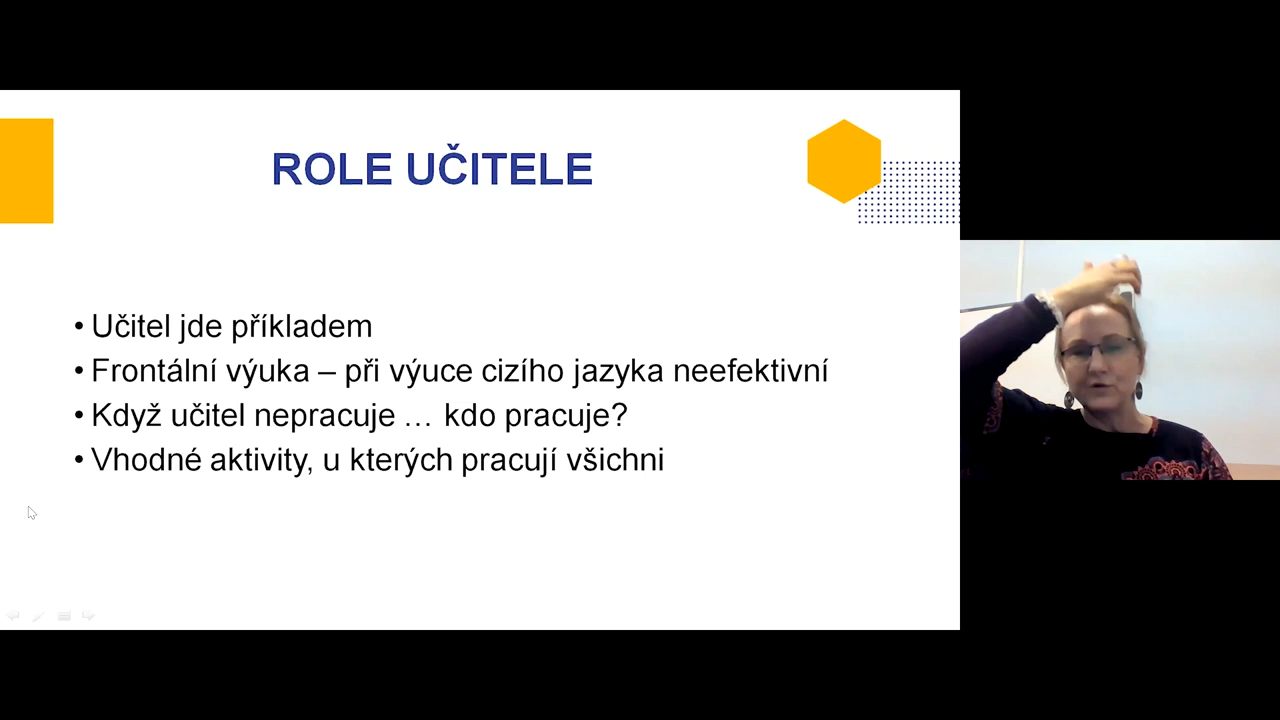 ROLE UČITELE
• Učitel jde příkladem
• Frontální výuka – při výuce cizího jazyka neefektivní
• Když učitel nepracuje … kdo pracuje?
• Vhodné aktivity, u kterých pracují všichni